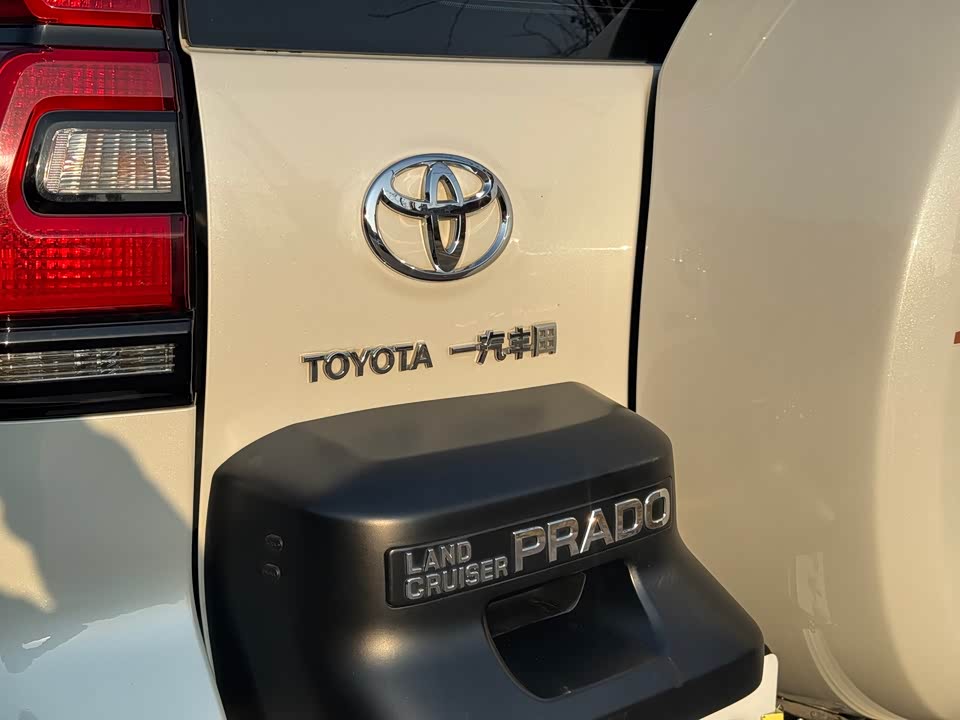 TOYOTA 一汽丰田
LAND CRUISER PRADO